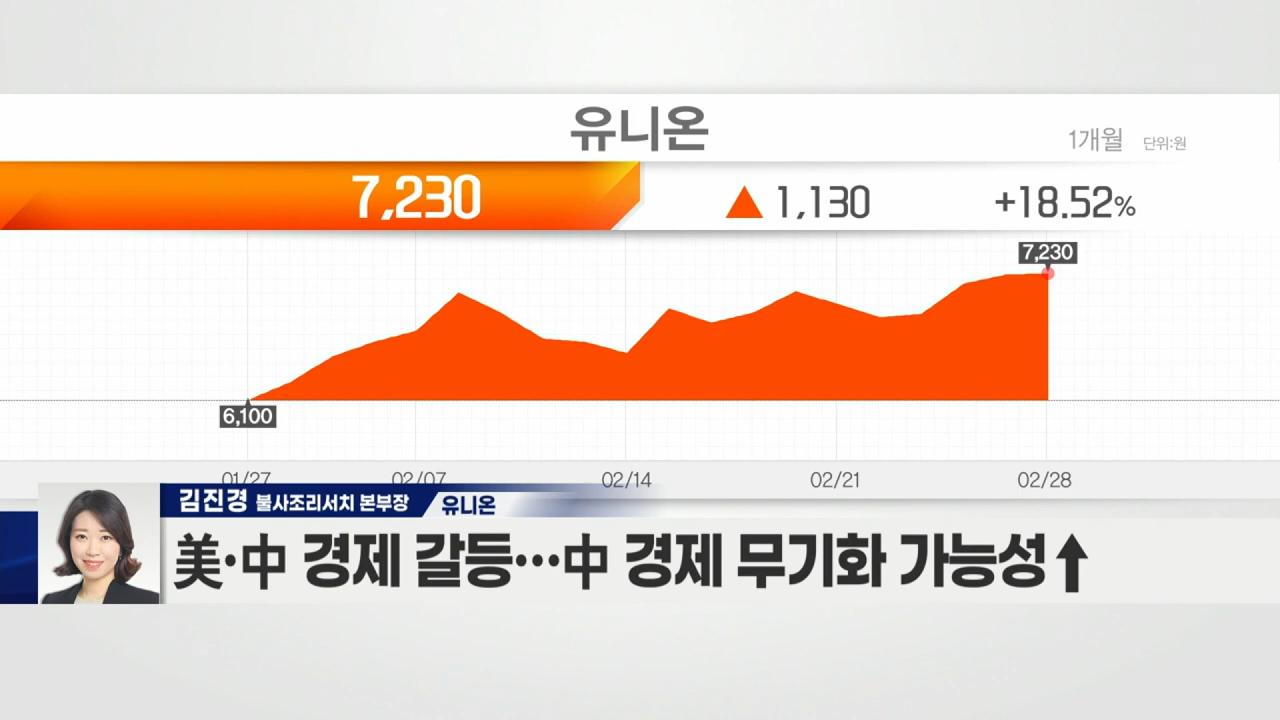 유니온
1개월 단위:원
7,230 ▲ 1,130 +18.52%
7,230
6,100
01/27 02/07 02/14 02/21 02/28
김진경 불사조리서치 본부장 유니온
美·中 경제 갈등…中 경제 무기화 가능성↑